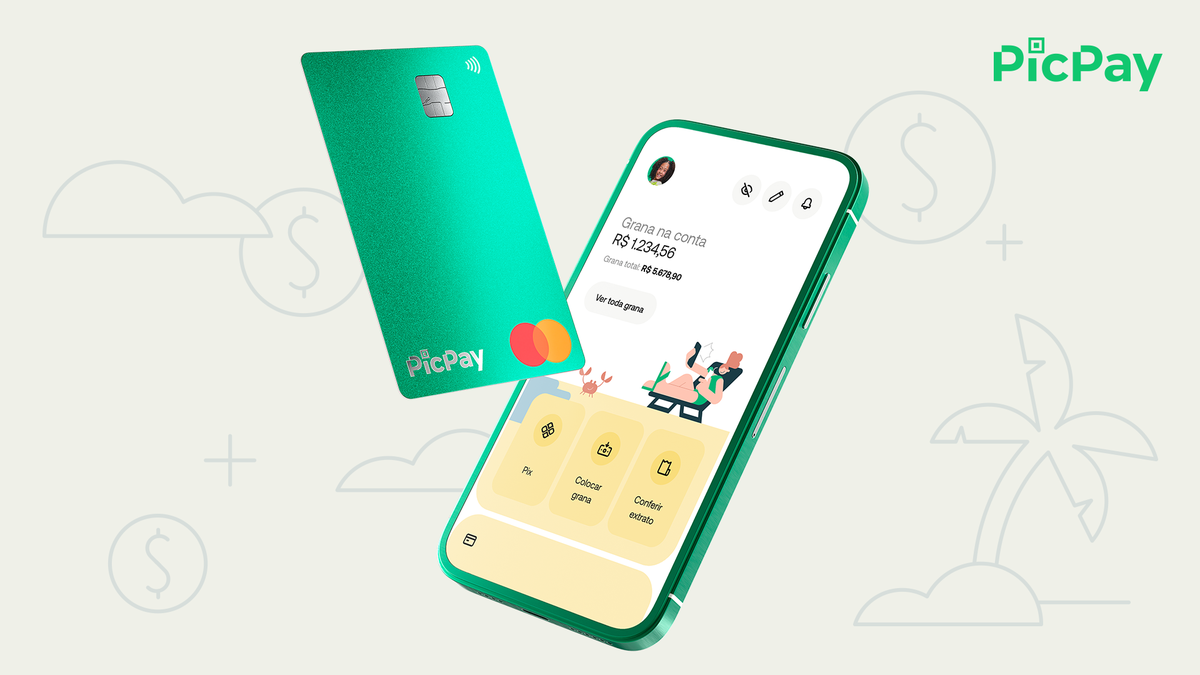 PicPay
PicPay
Grana na conta
R$ 1.234,56
Grana total: R$ 5.678,90
Ver toda grana
Pix
Colocar
grana
Conferir
extrato